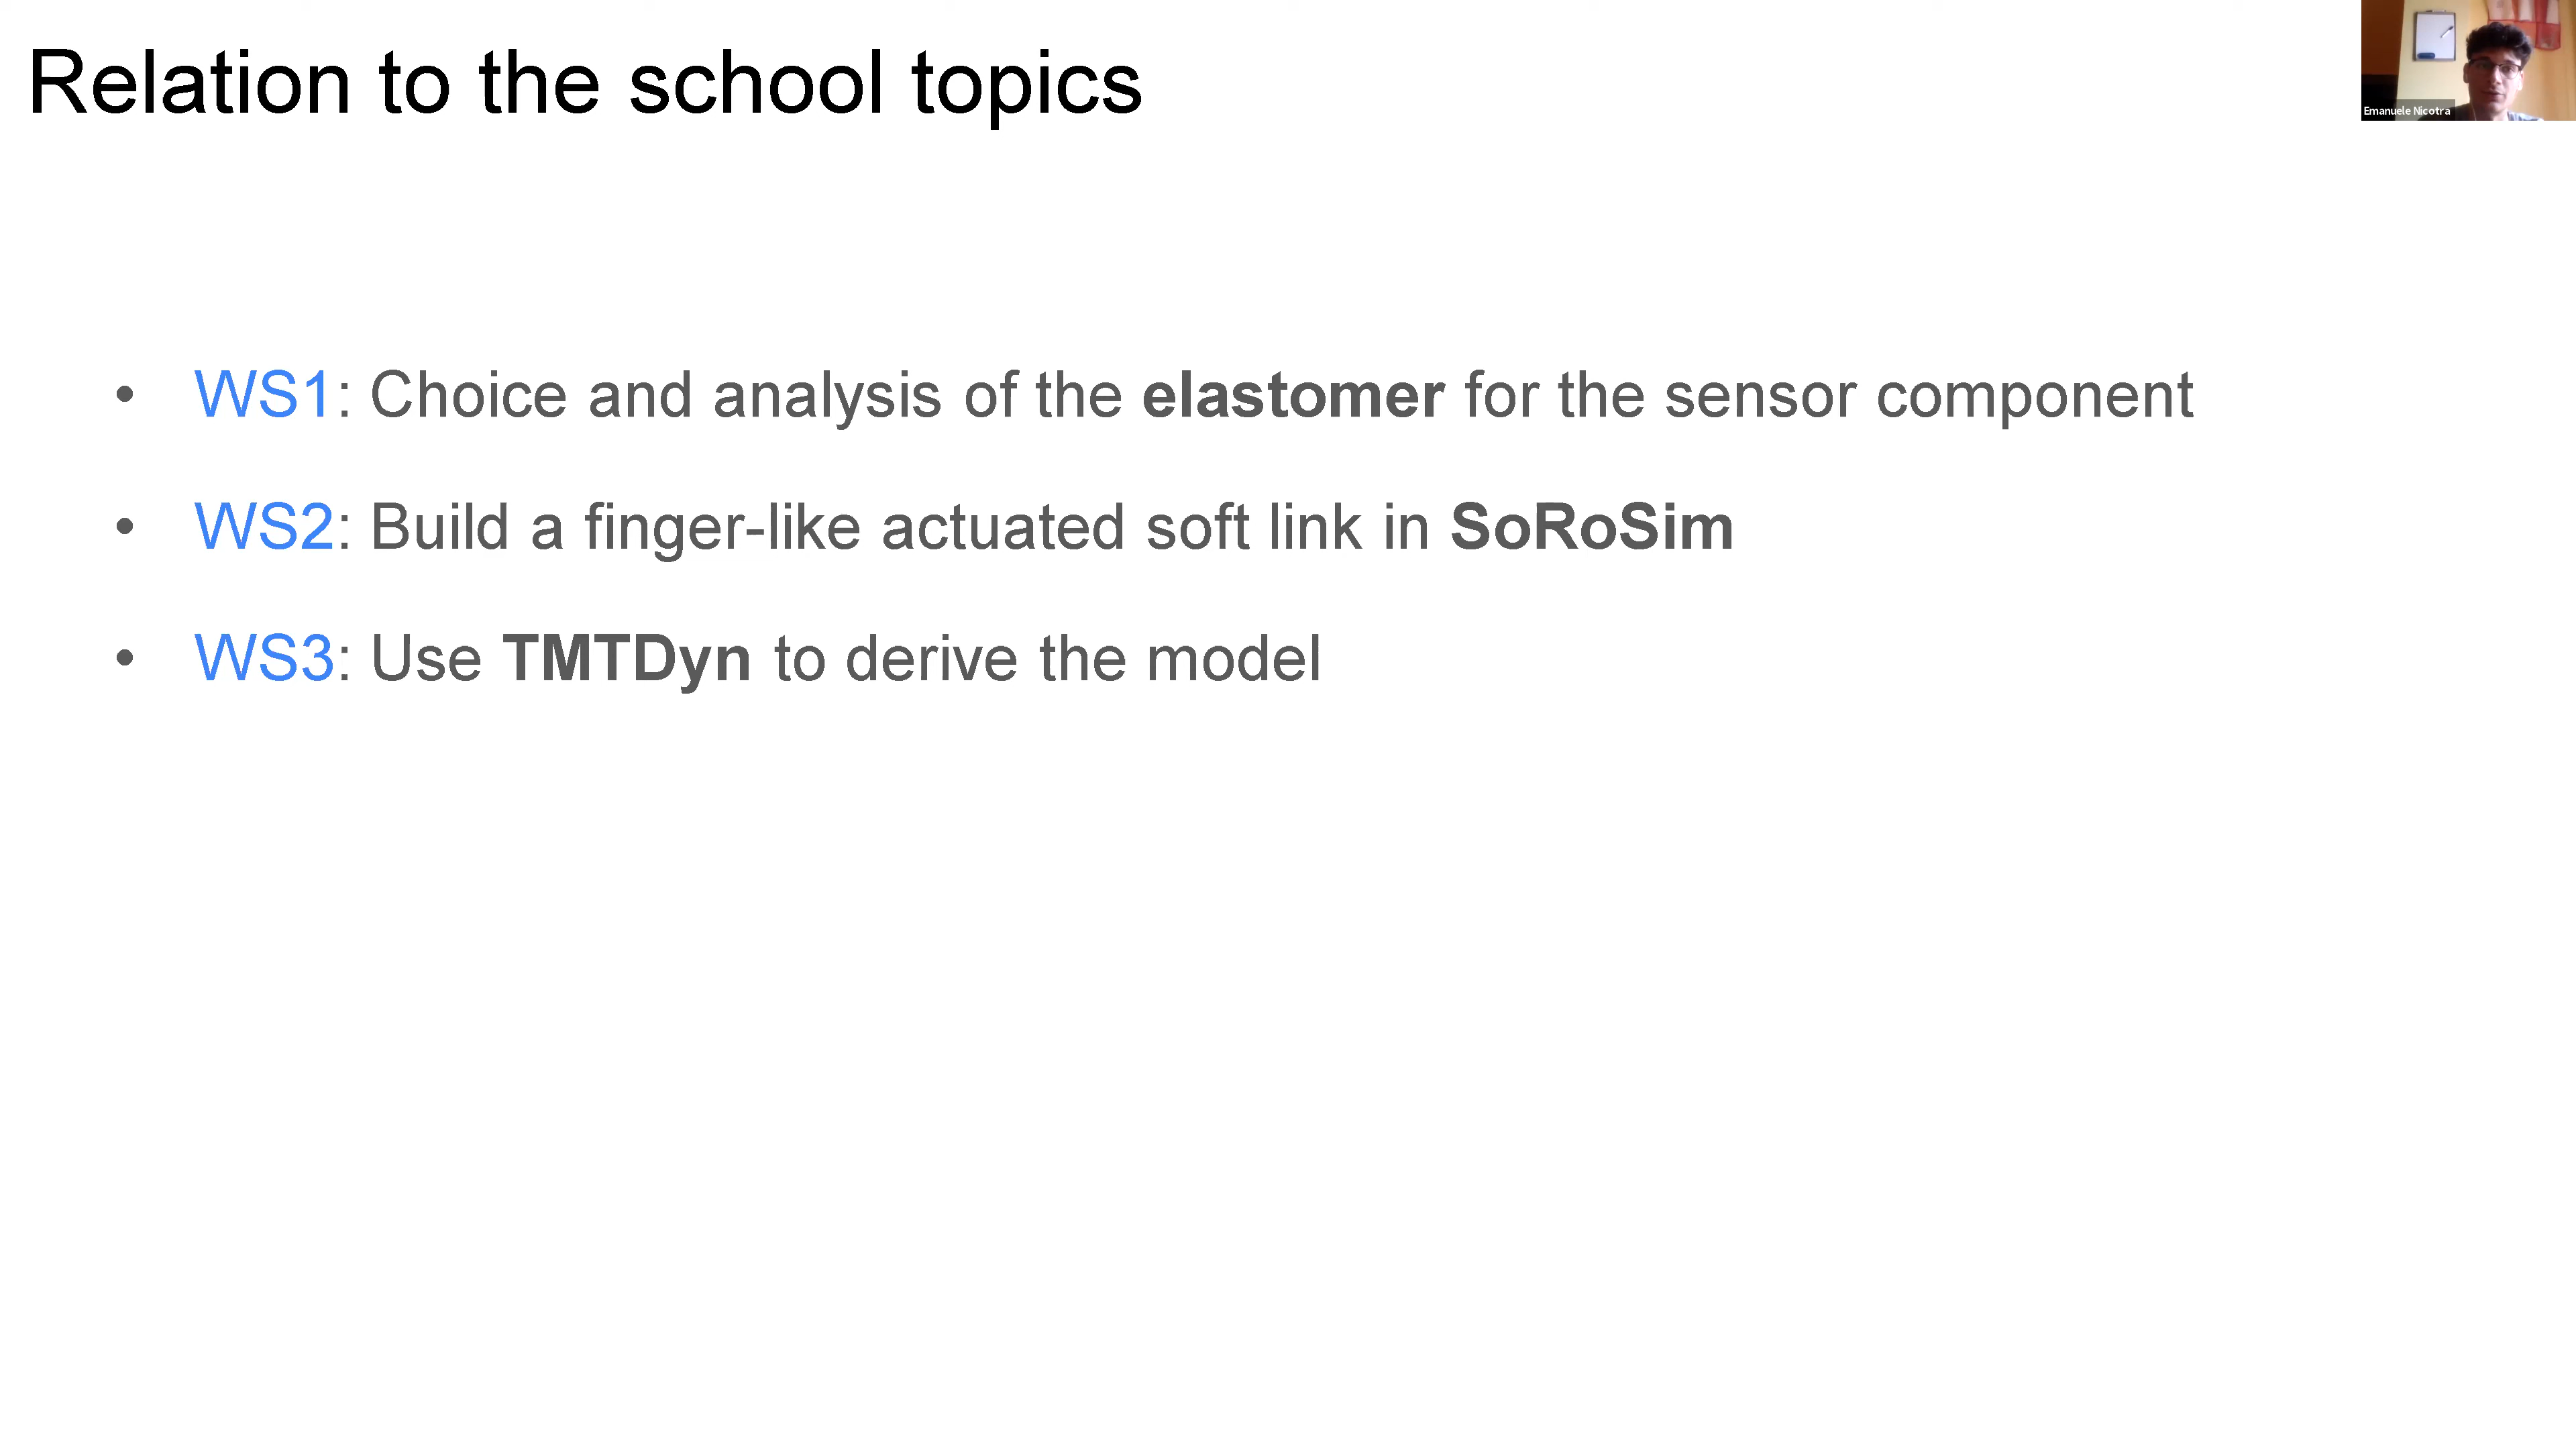 Relation to the school topics
Emanuele Nicotra
• WS1: Choice and analysis of the elastomer for the sensor component
• WS2: Build a finger-like actuated soft link in SoRoSim
• WS3: Use TMTDyn to derive the model